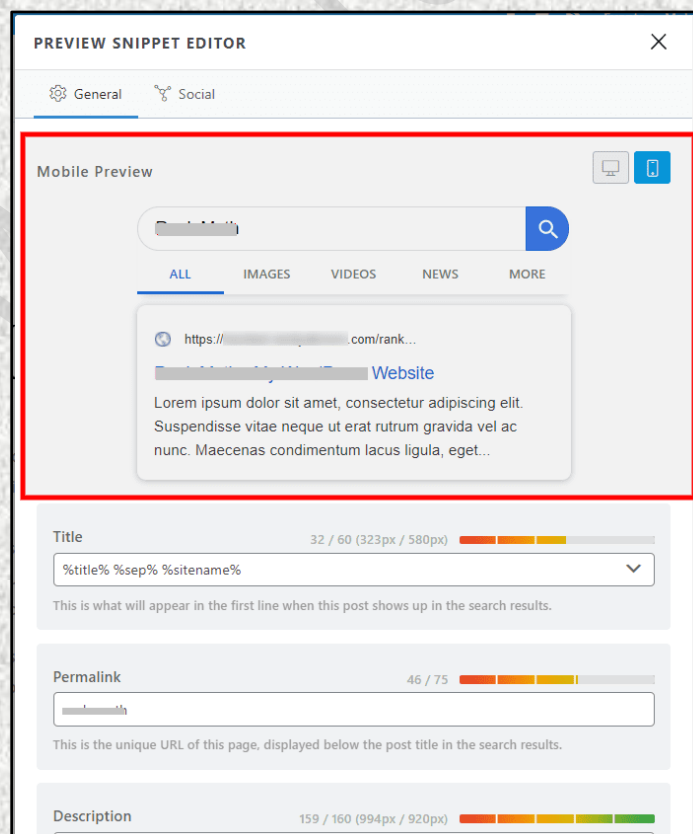 PREVIEW SNIPPET EDITOR
General Social
Mobile Preview
ALL IMAGES VIDEOS NEWS MORE
https:// .com/rank...
Website
Lorem ipsum dolor sit amet, consectetur adipiscing elit.
Suspendisse vitae neque ut erat rutrum gravida vel ac
nunc. Maecenas condimentum lacus ligula, eget...
Title 32 / 60 (323px / 580px)
%title% %sep% %sitename%
This is what will appear in the first line when this post shows up in the search results.
Permalink 46 / 75
This is the unique URL of this page, displayed below the post title in the search results.
Description 159 / 160 (994px / 920px)